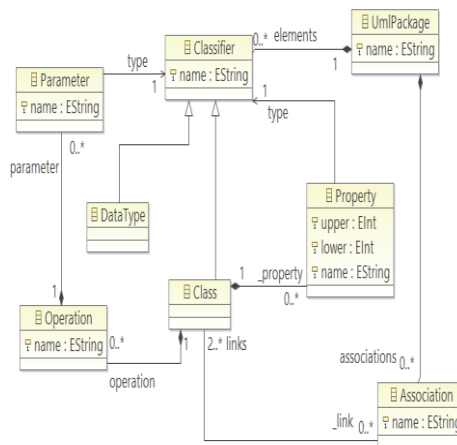 UmlPackage
name : EString
Classifier
name : EString
0..* elements
1
Parameter
name : EString
type
1
1
type
0..*
parameter
DataType
Property
upper : EInt
lower : EInt
name : EString
1
Operation
name : EString
0..*
operation
Class
1
_property
0..*
1
2..* links
associations
0..*
_link 0..*
Association
name : EString